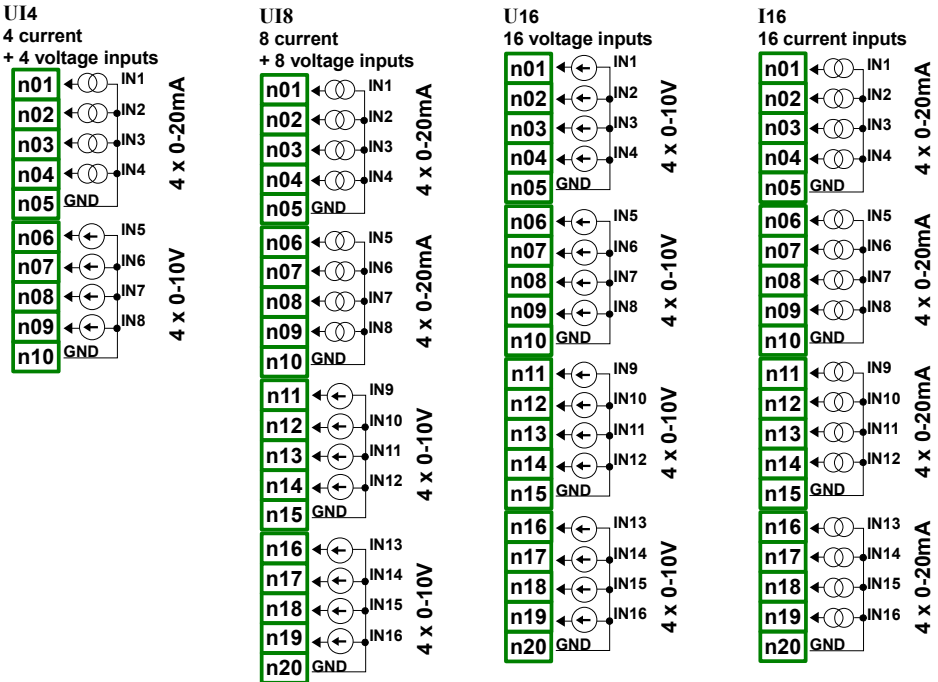 UI4
4 current
+ 4 voltage inputs
n01 IN1
n02 IN2
n03 IN3
n04 IN4
n05 GND
4 x 0-20mA
n06 IN5
n07 IN6
n08 IN7
n09 IN8
n10 GND
4 x 0-10V
UI8
8 current
+ 8 voltage inputs
n01 IN1
n02 IN2
n03 IN3
n04 IN4
n05 GND
4 x 0-20mA
n06 IN5
n07 IN6
n08 IN7
n09 IN8
n10 GND
4 x 0-20mA
n11 IN9
n12 IN10
n13 IN11
n14 IN12
n15 GND
4 x 0-10V
n16 IN13
n17 IN14
n18 IN15
n19 IN16
n20 GND
4 x 0-10V
U16
16 voltage inputs
n01 IN1
n02 IN2
n03 IN3
n04 IN4
n05 GND
4 x 0-10V
n06 IN5
n07 IN6
n08 IN7
n09 IN8
n10 GND
4 x 0-10V
n11 IN9
n12 IN10
n13 IN11
n14 IN12
n15 GND
4 x 0-10V
n16 IN13
n17 IN14
n18 IN15
n19 IN16
n20 GND
4 x 0-10V
I16
16 current inputs
n01 IN1
n02 IN2
n03 IN3
n04 IN4
n05 GND
4 x 0-20mA
n06 IN5
n07 IN6
n08 IN7
n09 IN8
n10 GND
4 x 0-20mA
n11 IN9
n12 IN10
n13 IN11
n14 IN12
n15 GND
4 x 0-20mA
n16 IN13
n17 IN14
n18 IN15
n19 IN16
n20 GND
4 x 0-20mA